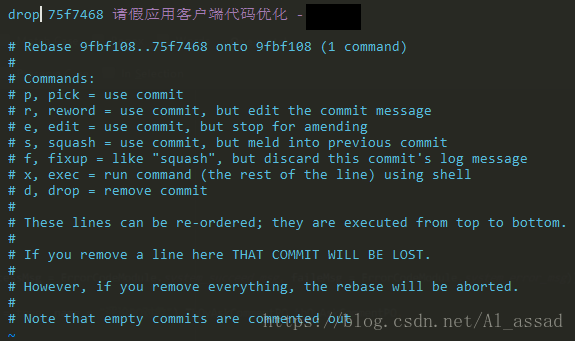 drop 75f7468 请假应用客户端代码优化 -
# Rebase 9fbf108..75f7468 onto 9fbf108 (1 command)
#
# Commands:
# p, pick = use commit
# r, reword = use commit, but edit the commit message
# e, edit = use commit, but stop for amending
# s, squash = use commit, but meld into previous commit
# f, fixup = like "squash", but discard this commit's log message
# x, exec = run command (the rest of the line) using shell
# d, drop = remove commit
#
# These lines can be re-ordered; they are executed from top to bottom.
#
# If you remove a line here THAT COMMIT WILL BE LOST.
#
# However, if you remove everything, the rebase will be aborted.
#
# Note that empty commits are commented out
https://blog.csdn.net/Al_assad
~